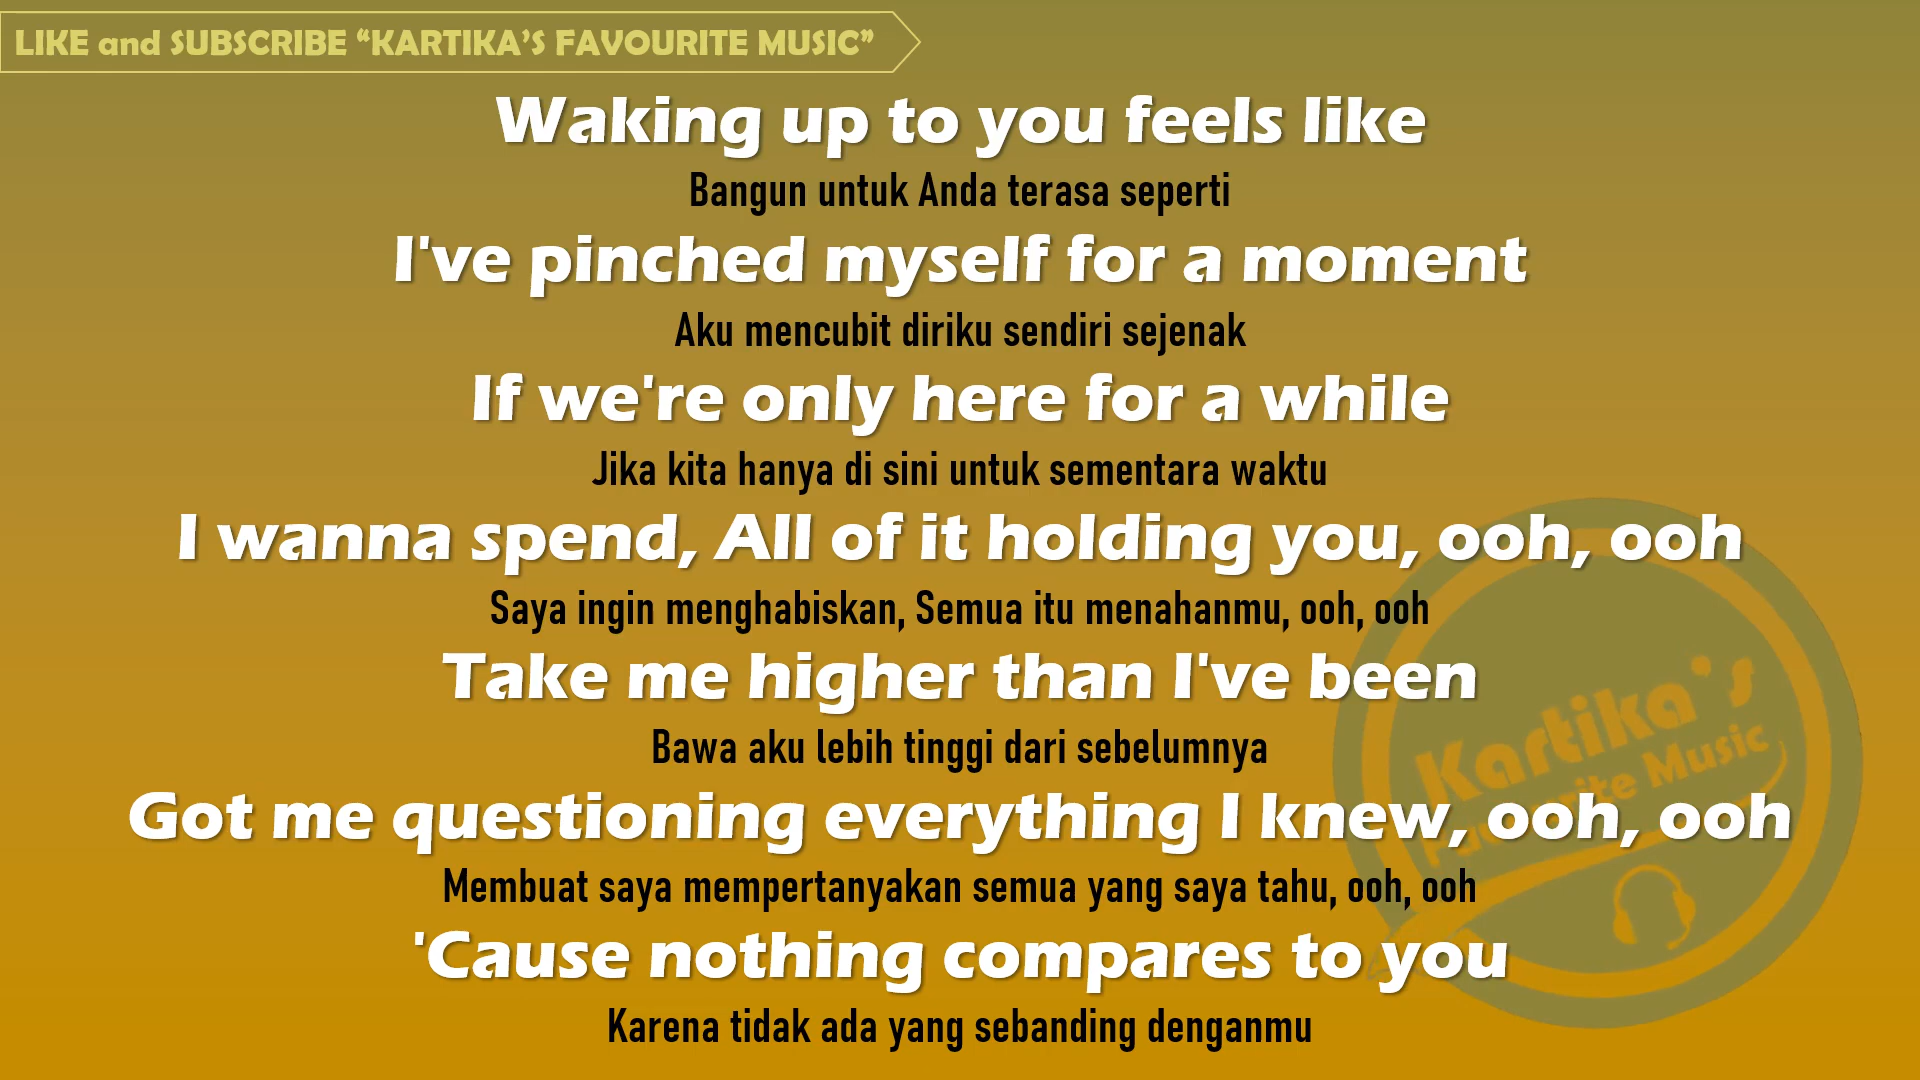 LIKE and SUBSCRIBE “KARTIKA’S FAVOURITE MUSIC”
Waking up to you feels like
Bangun untuk Anda terasa seperti
I've pinched myself for a moment
Aku mencubit diriku sendiri sejenak
If we're only here for a while
Jika kita hanya di sini untuk sementara waktu
I wanna spend, All of it holding you, ooh, ooh
Saya ingin menghabiskan, Semua itu menahanmu, ooh, ooh
Take me higher than I've been
Bawa aku lebih tinggi dari sebelumnya
Got me questioning everything I knew, ooh, ooh
Membuat saya mempertanyakan semua yang saya tahu, ooh, ooh
'Cause nothing compares to you
Karena tidak ada yang sebanding denganmu
Kartika's
Music